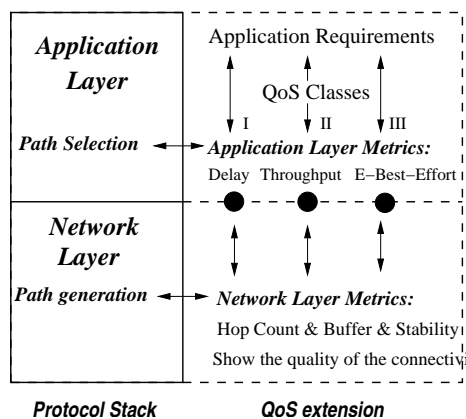 Application
Layer
Application Requirements
QoS Classes
I II III
Path Selection
Application Layer Metrics:
Delay Throughput E-Best-Effort
Network
Layer
Path generation
Network Layer Metrics:
Hop Count & Buffer & Stability
Show the quality of the connectivi
Protocol Stack
QoS extension